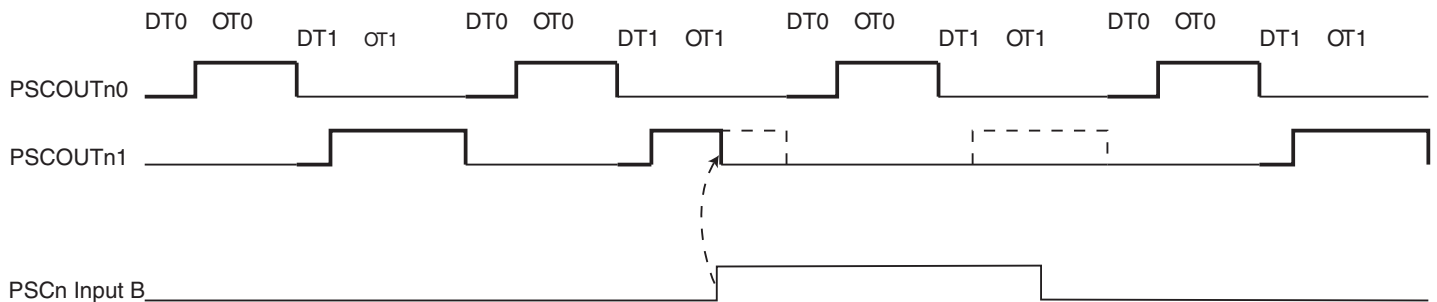 DT0 OT0 DT0 OT0 DT0 OT0 DT0 OT0
DT1 OT1 DT1 OT1 DT1 OT1 DT1 OT1
PSCOUTn0
PSCOUTn1
PSCn Input B